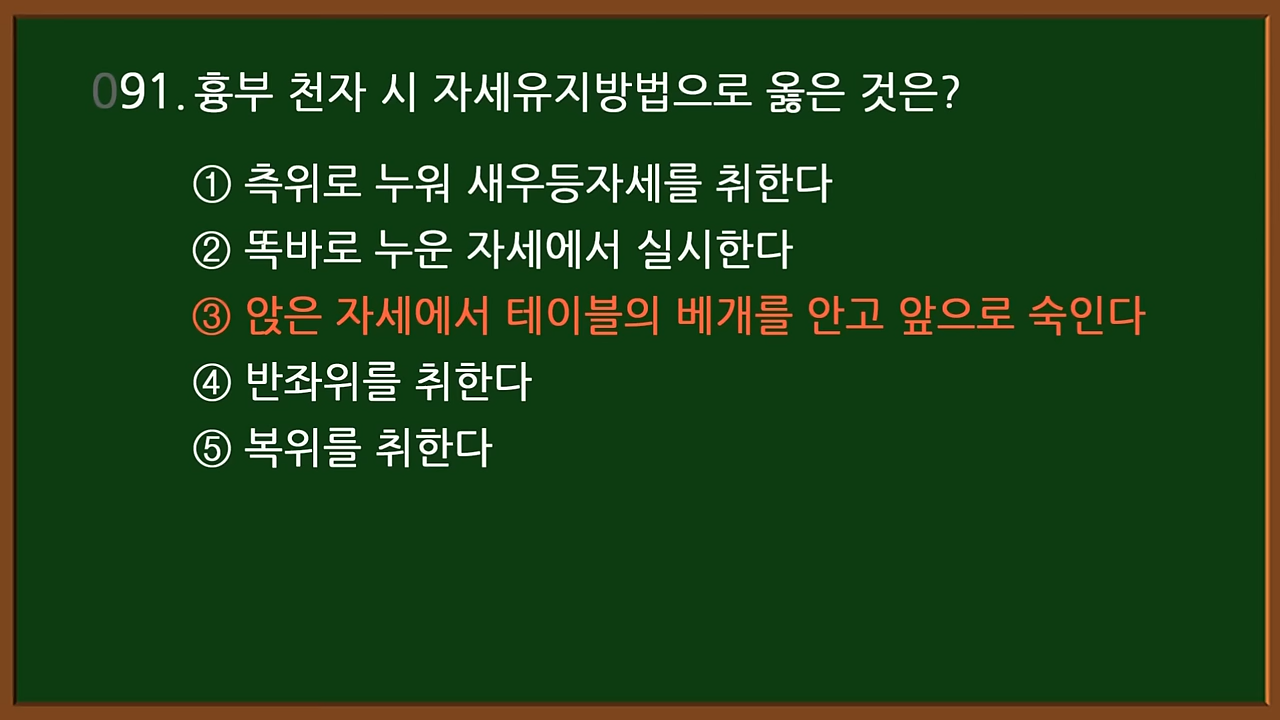 091. 흉부 천자 시 자세유지방법으로 옳은 것은?
① 측위로 누워 새우등자세를 취한다
② 똑바로 누운 자세에서 실시한다
③ 앉은 자세에서 테이블의 베개를 안고 앞으로 숙인다
④ 반좌위를 취한다
⑤ 복위를 취한다